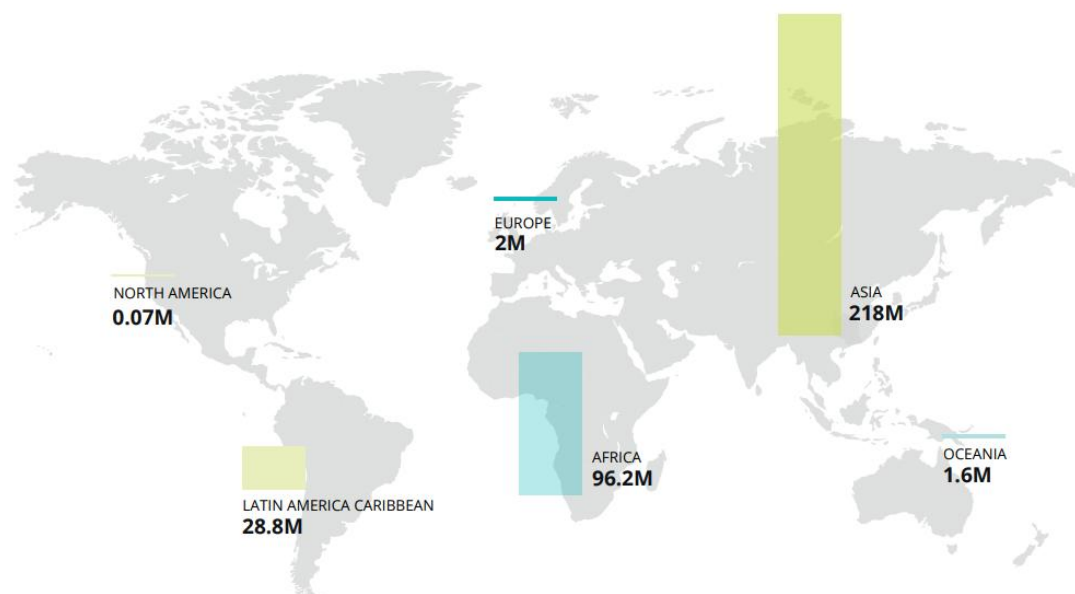 EUROPE
2M
NORTH AMERICA
0.07M
ASIA
218M
AFRICA
96.2M
OCEANIA
1.6M
LATIN AMERICA CARIBBEAN
28.8M